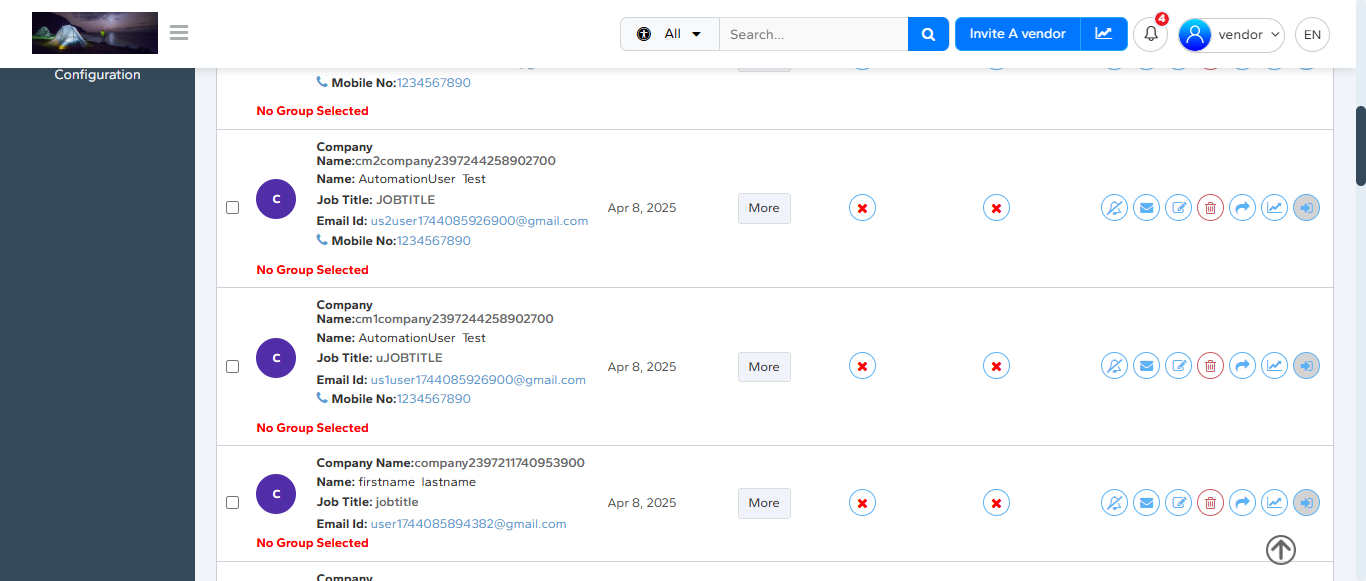 All
Search...
Invite A vendor
4
vendor
EN
Configuration
Mobile No:1234567890
No Group Selected
Company
Name:cm2company2397244258902700
Name: AutomationUser Test
Job Title: JOBTITLE
Email Id: us2user1744085926900@gmail.com
Mobile No:1234567890
No Group Selected
C
Apr 8, 2025
More
Company
Name:cm1company2397244258902700
Name: AutomationUser Test
Job Title: uJOBTITLE
Email Id: us1user1744085926900@gmail.com
Mobile No:1234567890
No Group Selected
C
Apr 8, 2025
More
Company Name:company2397211740953900
Name: firstname lastname
Job Title: jobtitle
Email Id: user1744085894382@gmail.com
No Group Selected
C
Apr 8, 2025
More
Company